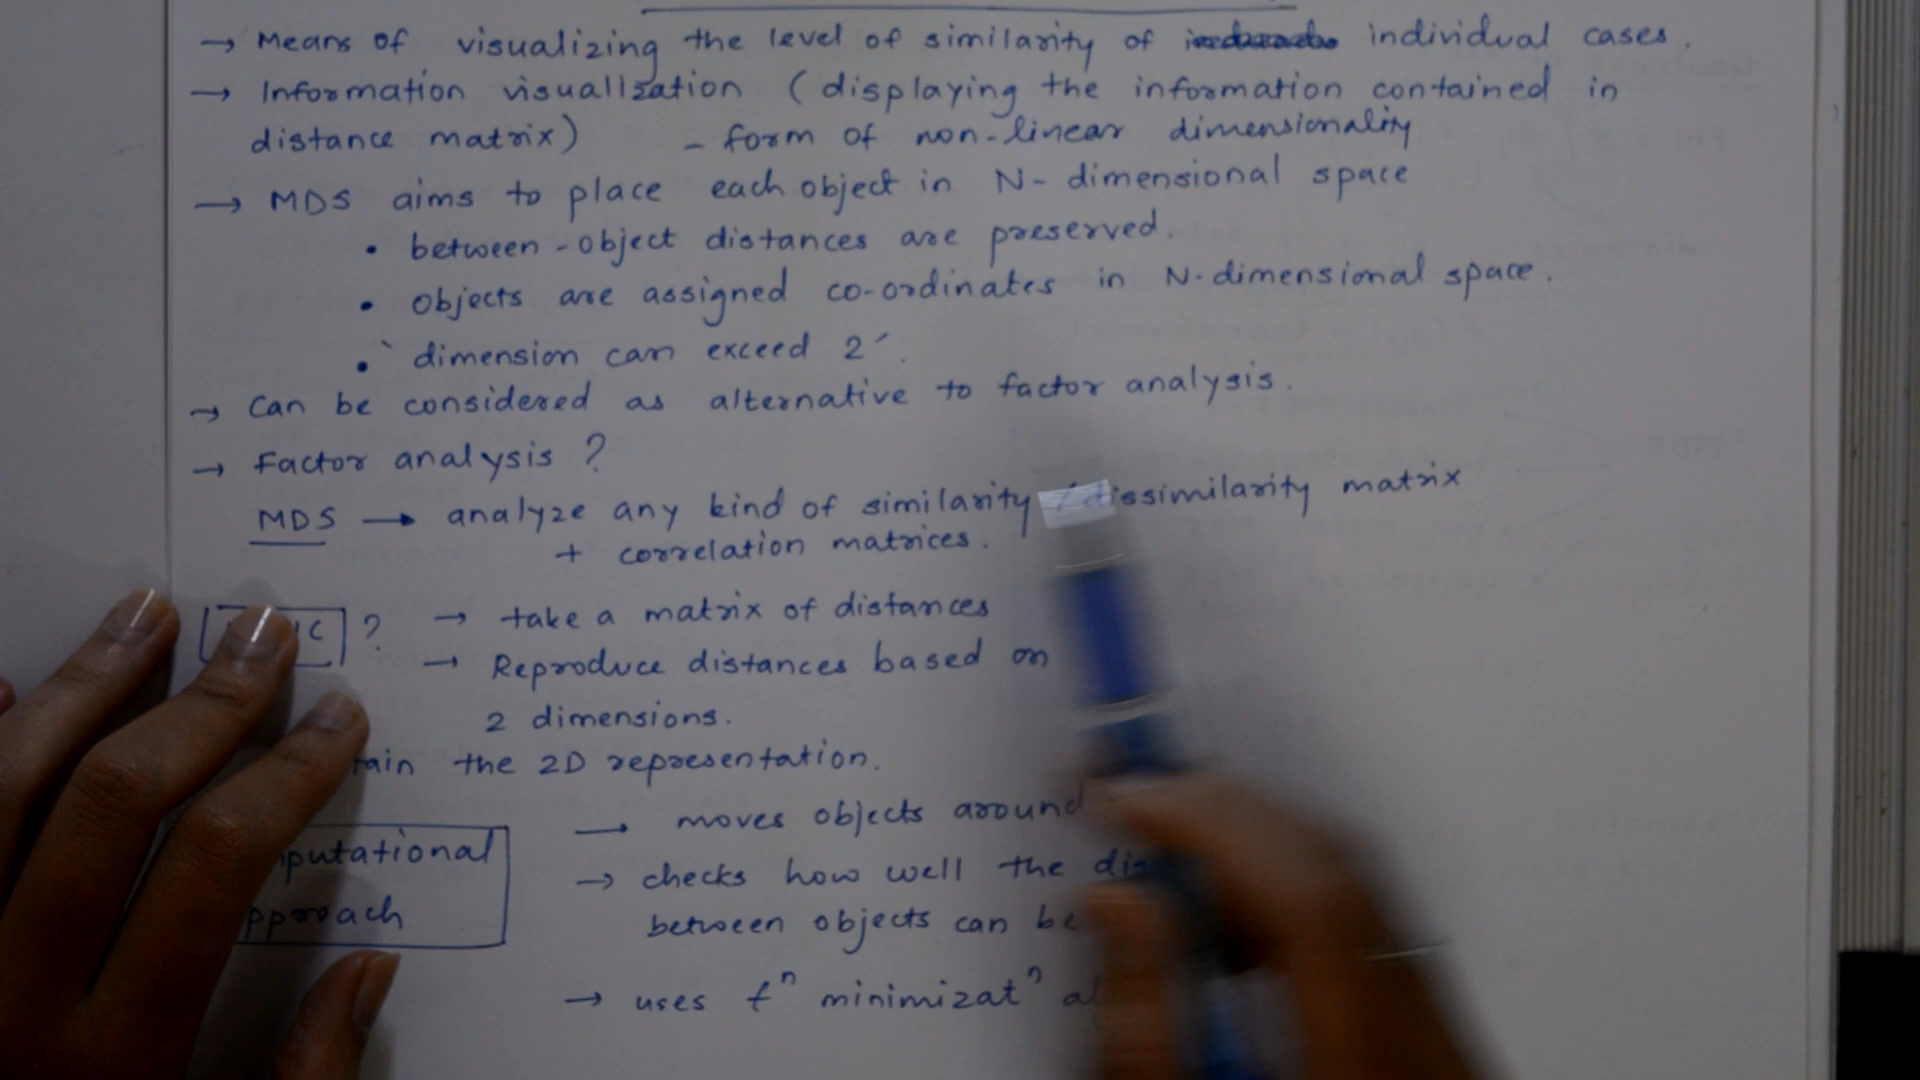 → Means of visualizing the level of similarity of individual cases.
→ Information visualization (displaying the information contained in
distance matrix) - form of non-linear dimensionality
→ MDS aims to place each object in N-dimensional space
• between-object distances are preserved.
• objects are assigned co-ordinates in N-dimensional space.
• dimension can exceed 2.
→ Can be considered as alternative to factor analysis.
→ Factor analysis ?
MDS → analyze any kind of similarity / dissimilarity matrix
+ correlation matrices.
? → take a matrix of distances
→ Reproduce distances based on
2 dimensions.
the 2D representation.
→ moves objects around
→ checks how well the
between objects can be
→ uses fⁿ minimizatⁿ